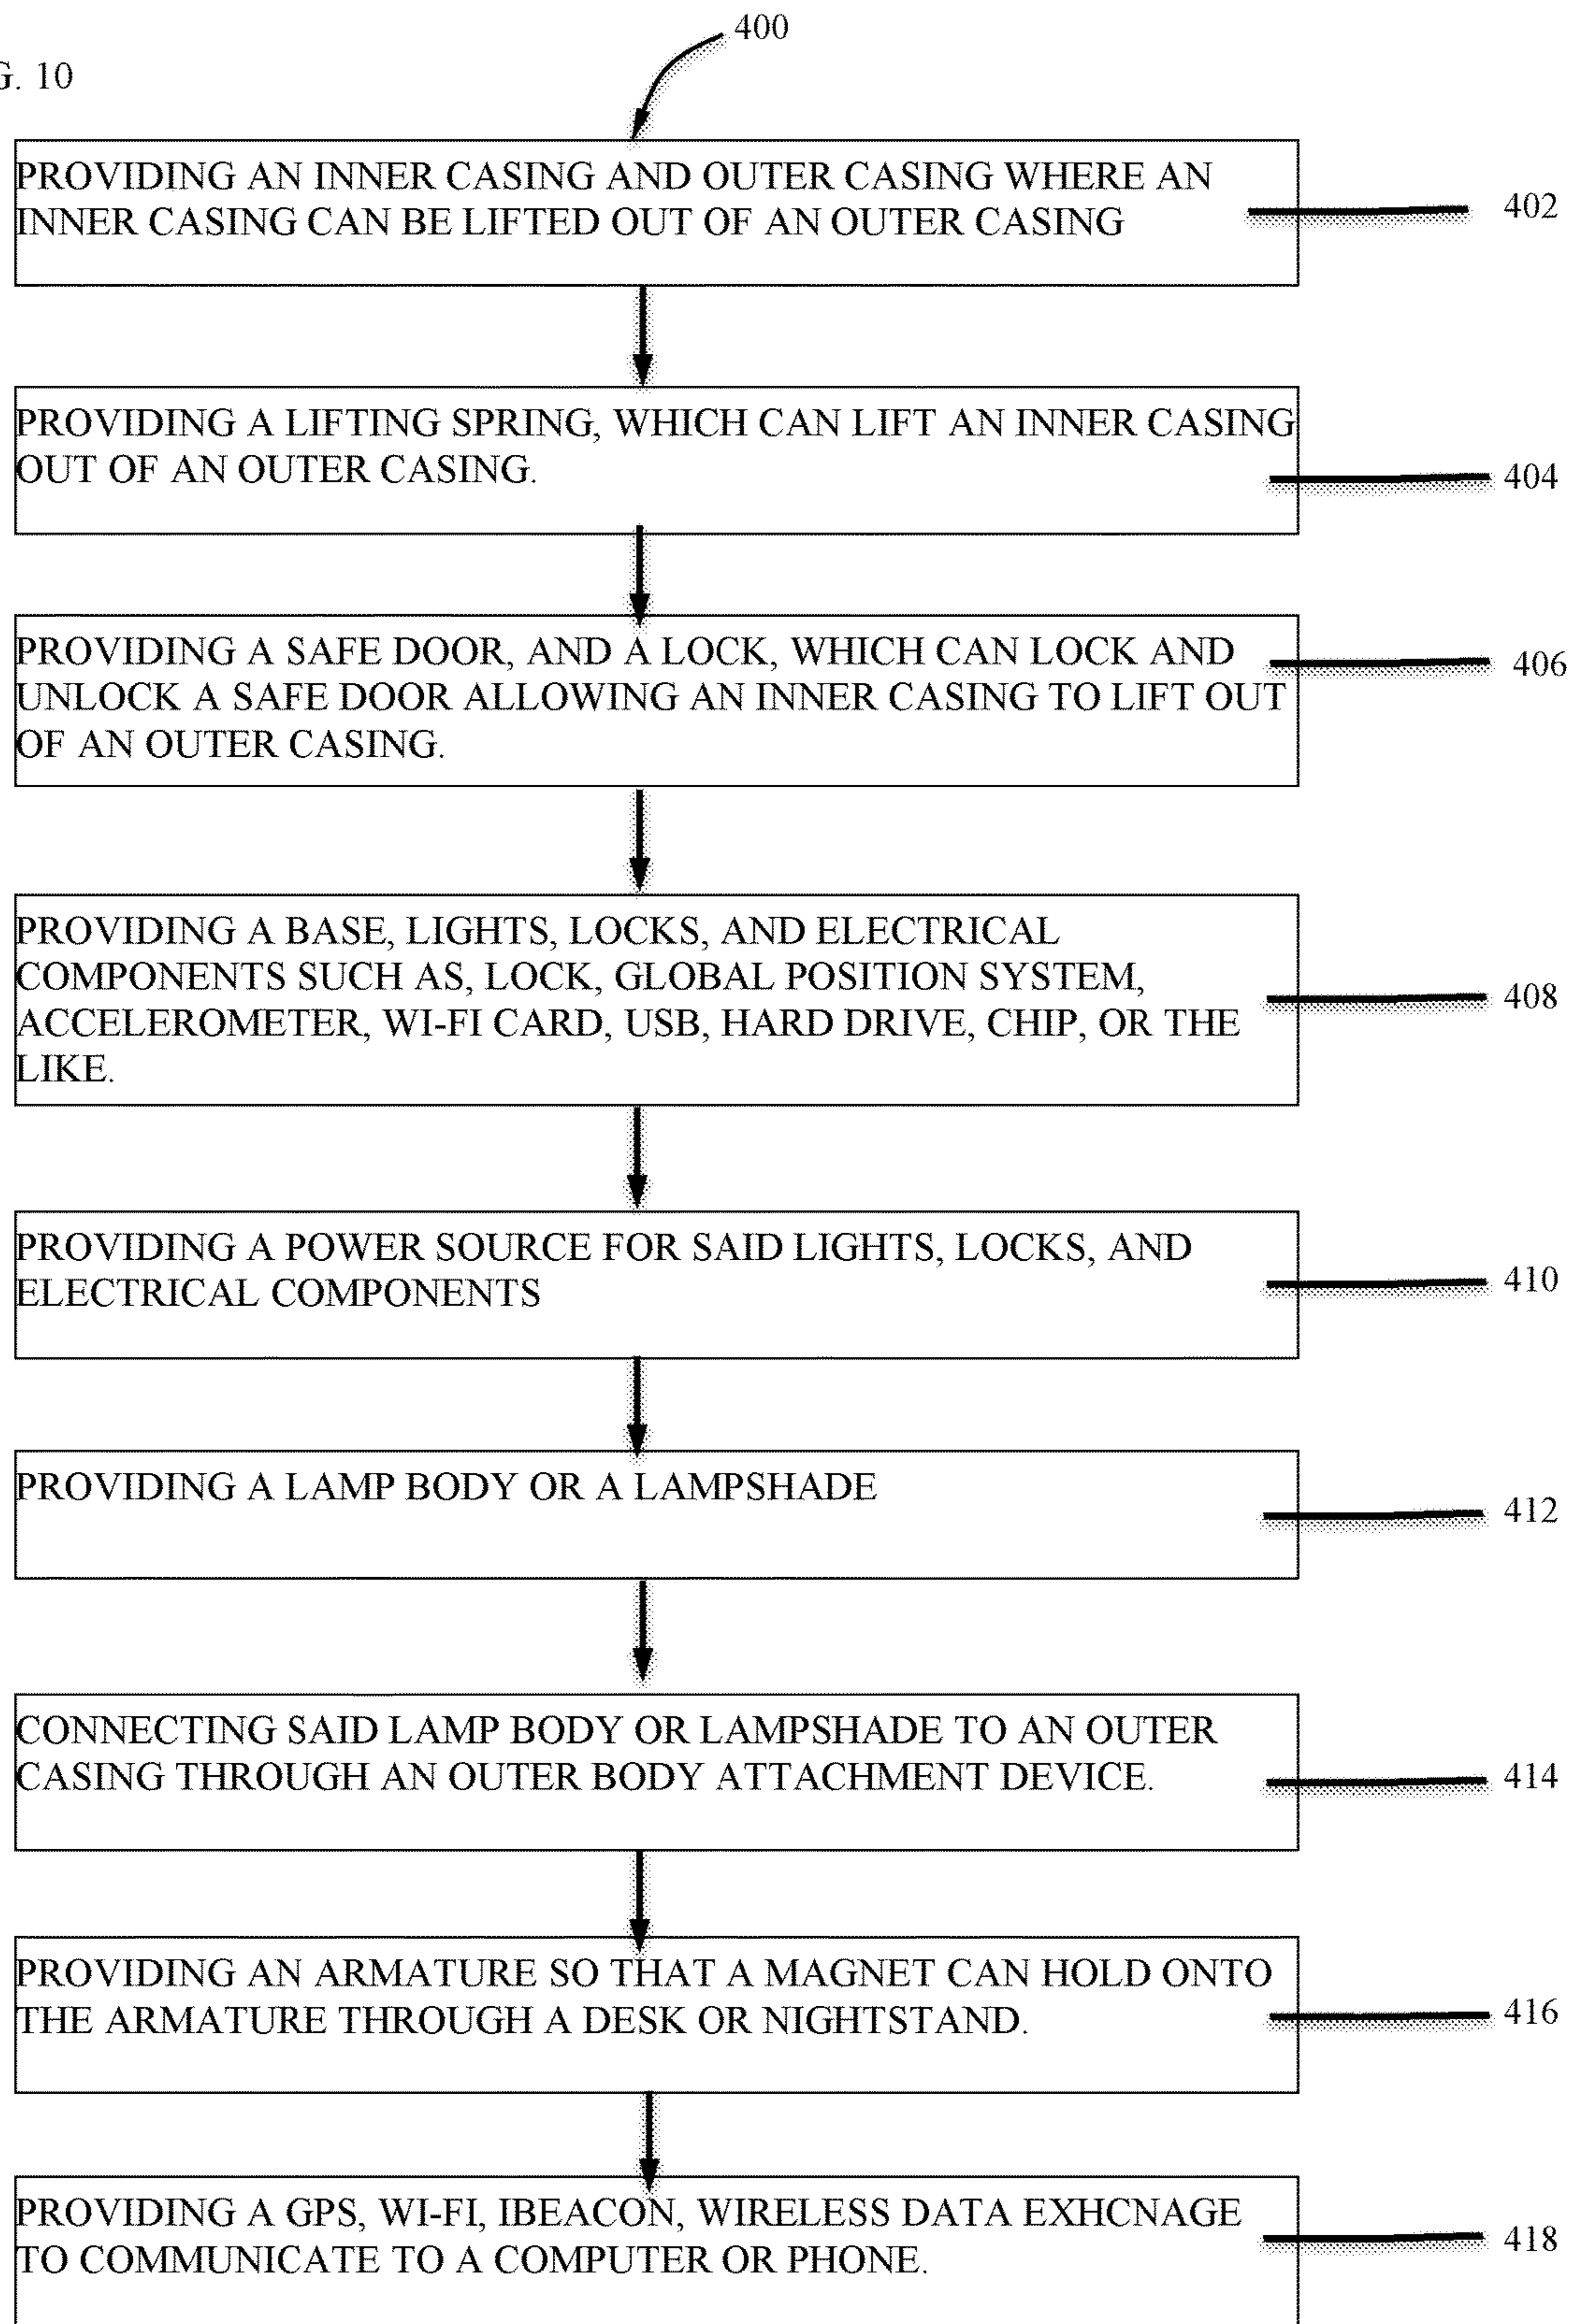 400
G. 10
PROVIDING AN INNER CASING AND OUTER CASING WHERE AN
INNER CASING CAN BE LIFTED OUT OF AN OUTER CASING
402
PROVIDING A LIFTING SPRING, WHICH CAN LIFT AN INNER CASING
OUT OF AN OUTER CASING.
404
PROVIDING A SAFE DOOR, AND A LOCK, WHICH CAN LOCK AND
UNLOCK A SAFE DOOR ALLOWING AN INNER CASING TO LIFT OUT
OF AN OUTER CASING.
406
PROVIDING A BASE, LIGHTS, LOCKS, AND ELECTRICAL
COMPONENTS SUCH AS, LOCK, GLOBAL POSITION SYSTEM,
ACCELEROMETER, WI-FI CARD, USB, HARD DRIVE, CHIP, OR THE
LIKE.
408
PROVIDING A POWER SOURCE FOR SAID LIGHTS, LOCKS, AND
ELECTRICAL COMPONENTS
410
PROVIDING A LAMP BODY OR A LAMPSHADE
412
CONNECTING SAID LAMP BODY OR LAMPSHADE TO AN OUTER
CASING THROUGH AN OUTER BODY ATTACHMENT DEVICE.
414
PROVIDING AN ARMATURE SO THAT A MAGNET CAN HOLD ONTO
THE ARMATURE THROUGH A DESK OR NIGHTSTAND.
416
PROVIDING A GPS, WI-FI, IBEACON, WIRELESS DATA EXHCNAGE
TO COMMUNICATE TO A COMPUTER OR PHONE.
418